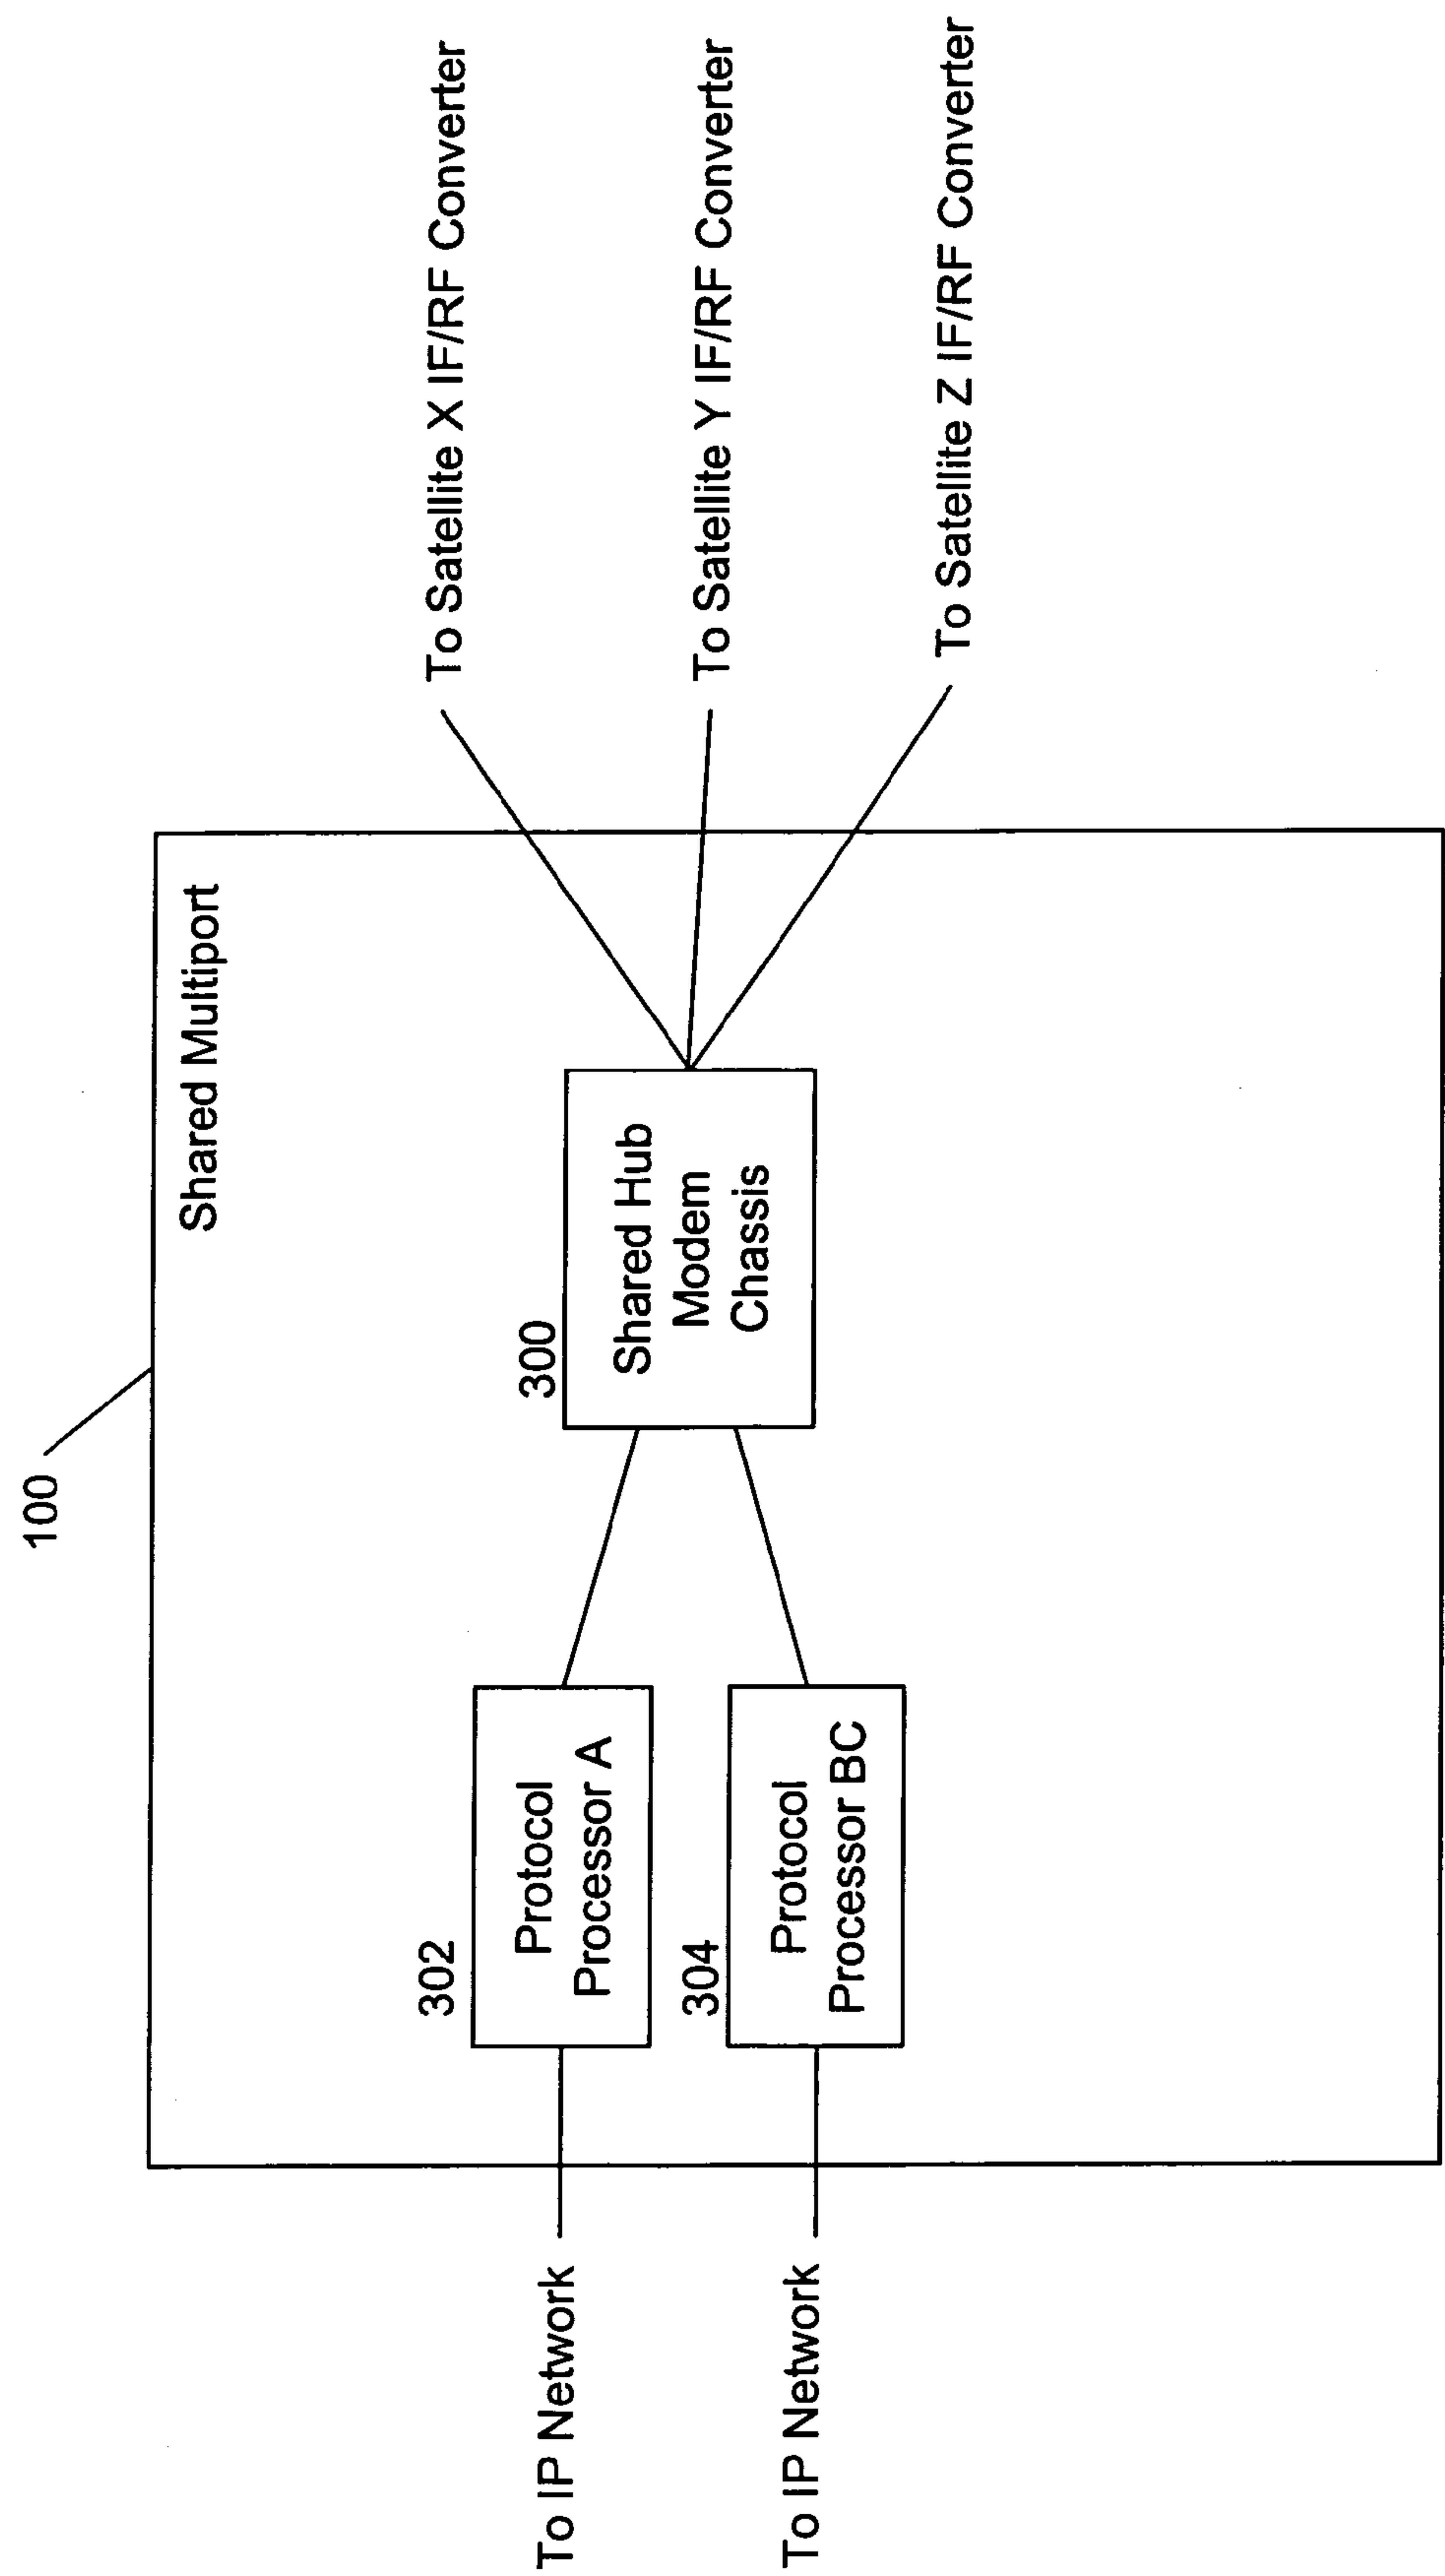 100
Shared Multiport
302
Protocol
Processor A
304
Protocol
Processor BC
300
Shared Hub
Modem
Chassis
To IP Network
To IP Network
To Satellite X IF/RF Converter
To Satellite Y IF/RF Converter
To Satellite Z IF/RF Converter